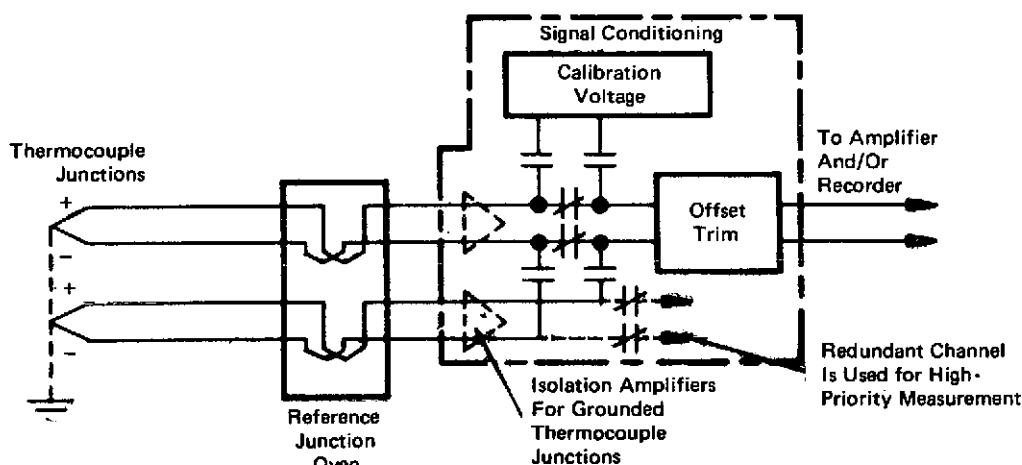 Signal Conditioning
Calibration
Voltage
To Amplifier
And/Or
Recorder
Thermocouple
Junctions
+
−
+
−
Offset
Trim
Redundant Channel
Is Used for High-
Priority Measurement
Isolation Amplifiers
For Grounded
Thermocouple
Junctions
Reference
Junction
Oven